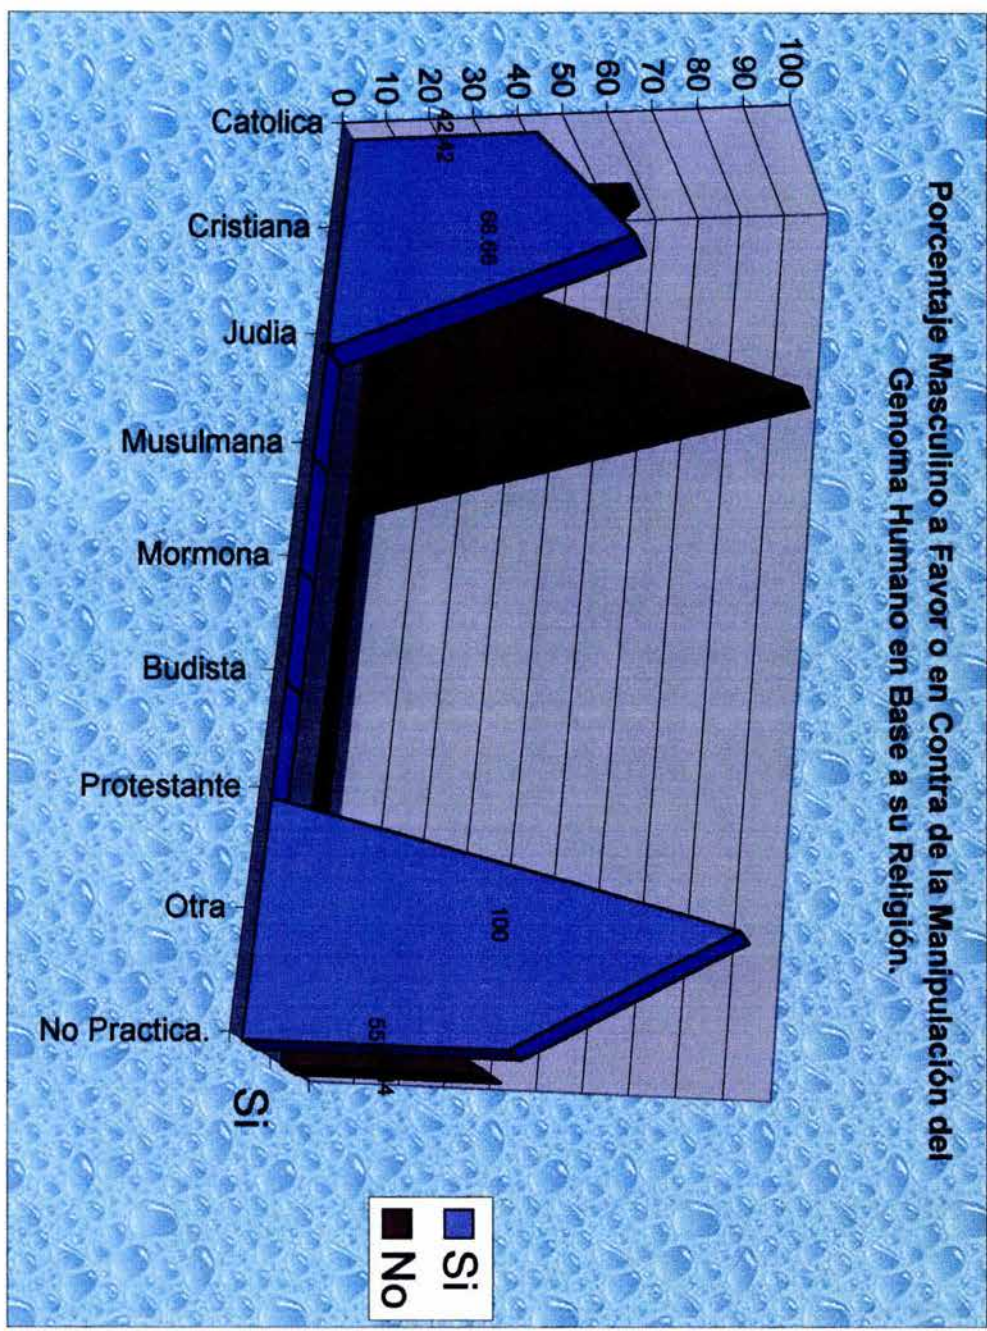 Porcentaje Masculino a Favor o en Contra de la Manipulación del
Genoma Humano en Base a su Religión.
100
90
80
70
60
50
40
30
20
10
0
42.42
66.66
100
Catolica
Cristiana
Judia
Musulmana
Mormona
Budista
Protestante
Otra
No Practica.
Si
Si
No